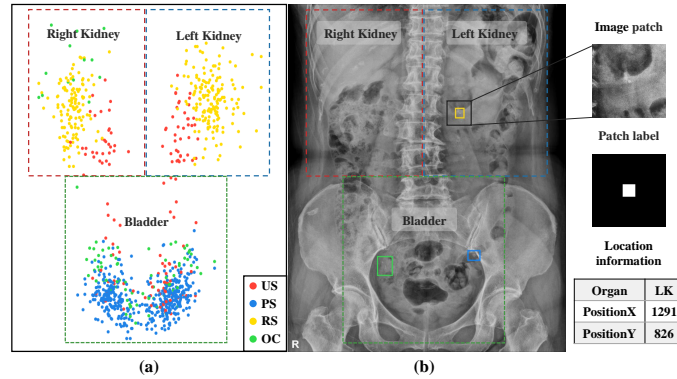 Right Kidney
Left Kidney
Bladder
US
PS
RS
OC
(a)
Right Kidney
Left Kidney
Bladder
R
(b)
Image patch
Patch label
Location
information
Organ LK
PositionX 1291
PositionY 826